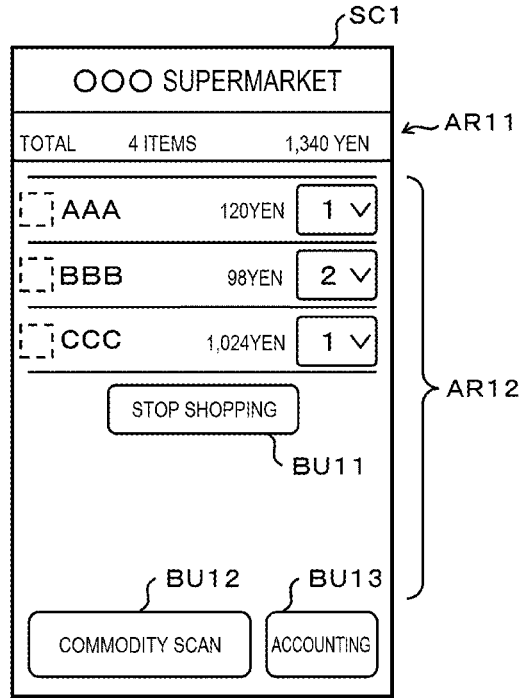 SC1
○○○ SUPERMARKET
AR11
TOTAL 4 ITEMS 1,340 YEN
AAA 120YEN 1
BBB 98YEN 2
CCC 1,024YEN 1
AR12
STOP SHOPPING
BU11
BU12 BU13
COMMODITY SCAN ACCOUNTING